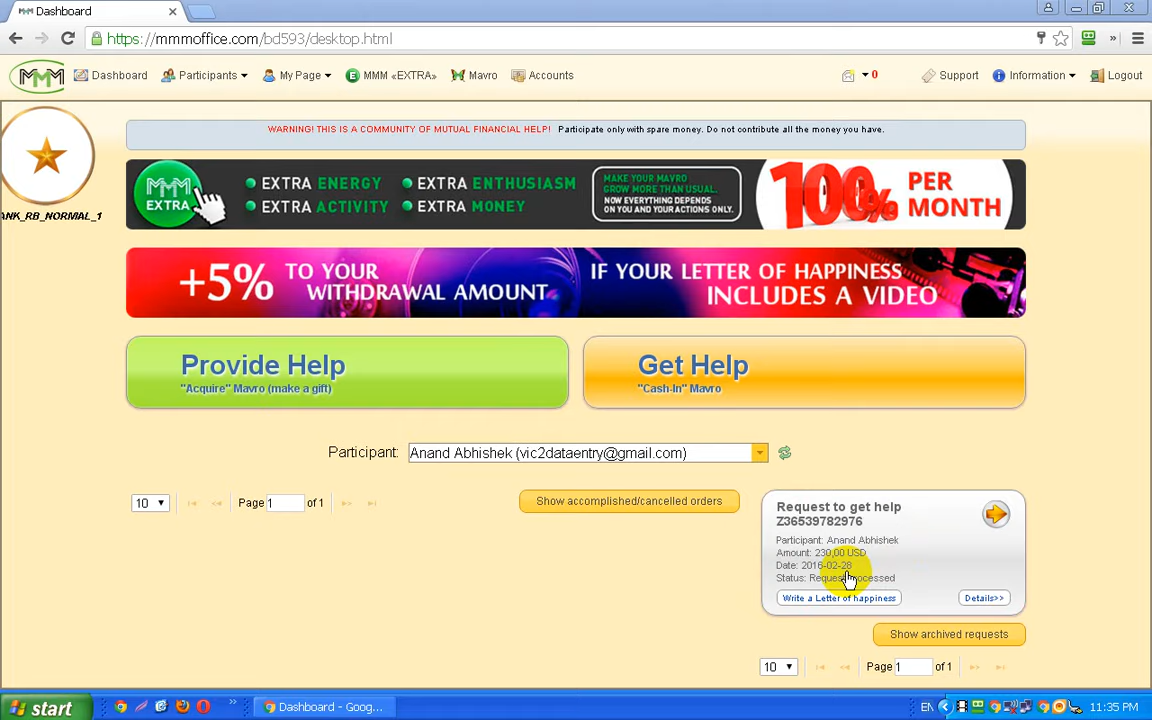 Dashboard
https://mmmoffice.com/bd593/desktop.html
MMM Dashboard Participants My Page E MMM «EXTRA» Mavro Accounts 0 Support Information Logout
WARNING! THIS IS A COMMUNITY OF MUTUAL FINANCIAL HELP! Participate only with spare money. Do not contribute all the money you have.
MMM EXTRA
EXTRA ENERGY EXTRA ENTHUSIASM
EXTRA ACTIVITY EXTRA MONEY
MAKE YOUR MAVRO
GROW MORE THAN USUAL.
NOW EVERYTHING DEPENDS
ON YOU AND YOUR ACTIONS ONLY.
100% PER
MONTH
ANK_RB_NORMAL_1
+5% TO YOUR
WITHDRAWAL AMOUNT
IF YOUR LETTER OF HAPPINESS
INCLUDES A VIDEO
Provide Help
"Acquire" Mavro (make a gift)
Get Help
"Cash-In" Mavro
Participant: Anand Abhishek (vic2dataentry@gmail.com)
10 Page 1 of 1 Show accomplished/cancelled orders
Request to get help
Z36539782976
Participant: Anand Abhishek
Amount: 230,00 USD
Date: 2016-02-28
Status: Request processed
Write a Letter of happiness Details>>
Show archived requests
10 Page 1 of 1
start Dashboard - Goog... EN 11:35 PM